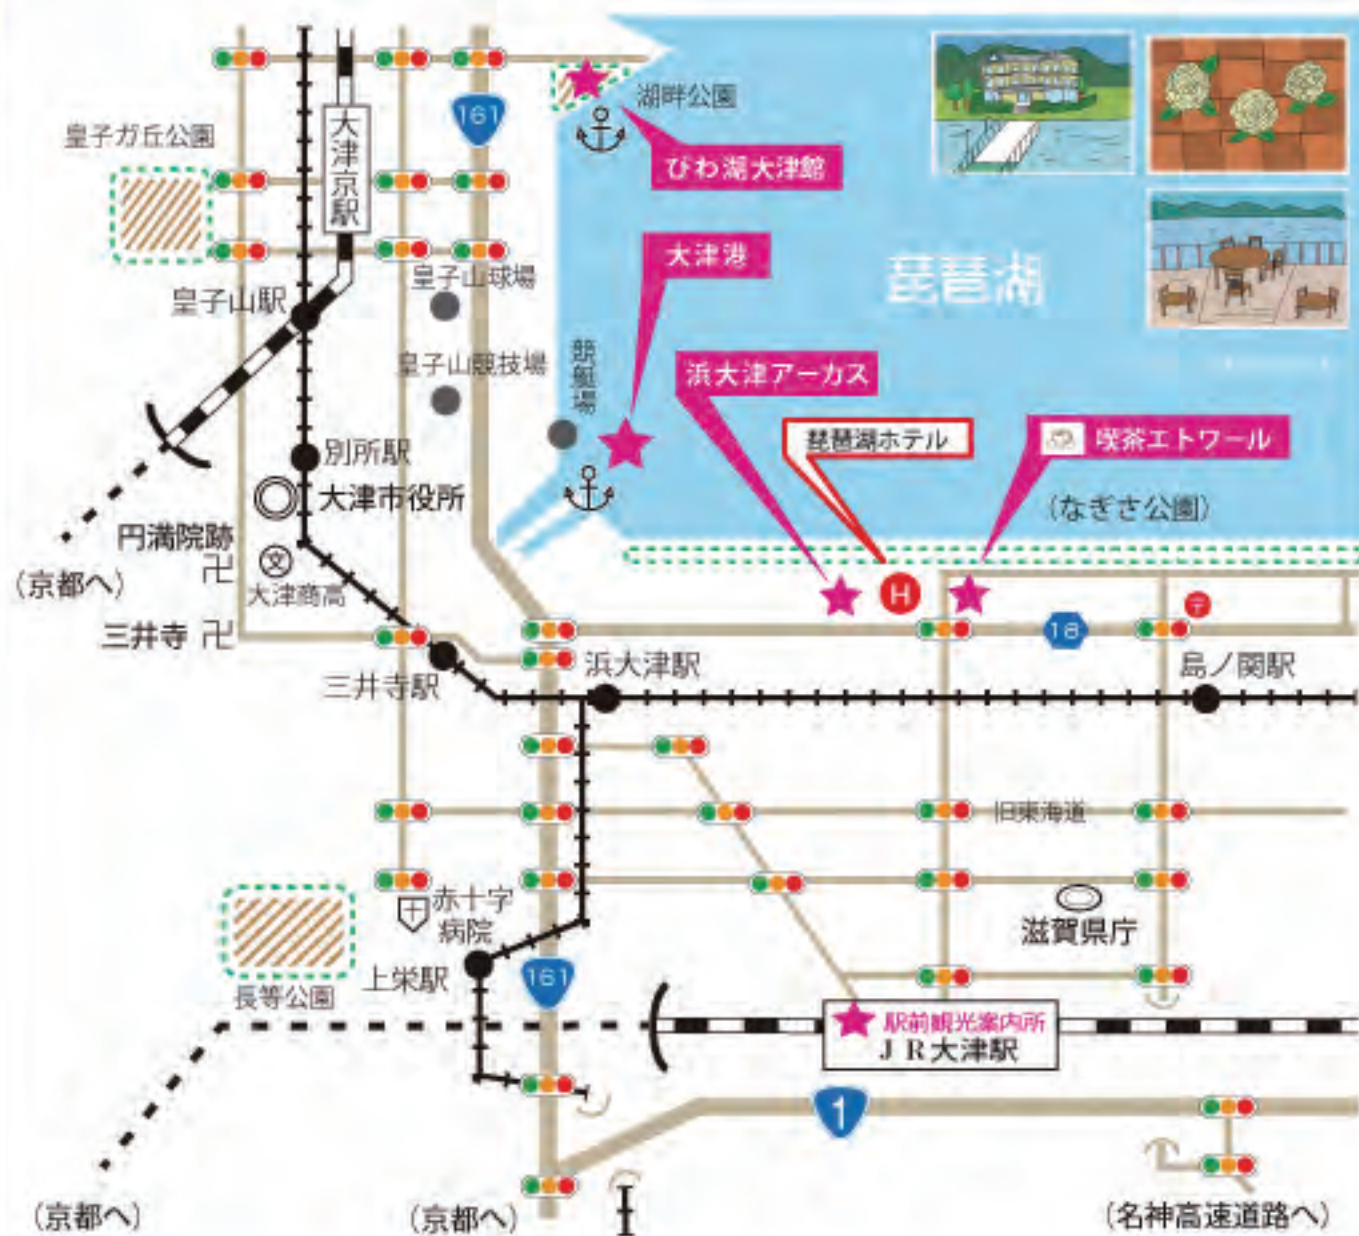 161
湖畔公園
皇子ガ丘公園
大津京駅
びわ湖大津館
大津港
琵琶湖
皇子山球場
皇子山駅
皇子山競技場
競艇場
浜大津アーカス
琵琶湖ホテル
喫茶エトワール
別所駅
大津市役所
(なぎさ公園)
円満院跡
卍
文
(京都へ)
大津商高
H
〒
18
三井寺 卍
浜大津駅
島ノ関駅
三井寺駅
旧東海道
赤十字
病院
滋賀県庁
上栄駅
161
長等公園
駅前観光案内所
JR大津駅
1
(京都へ)
(京都へ)
(名神高速道路へ)